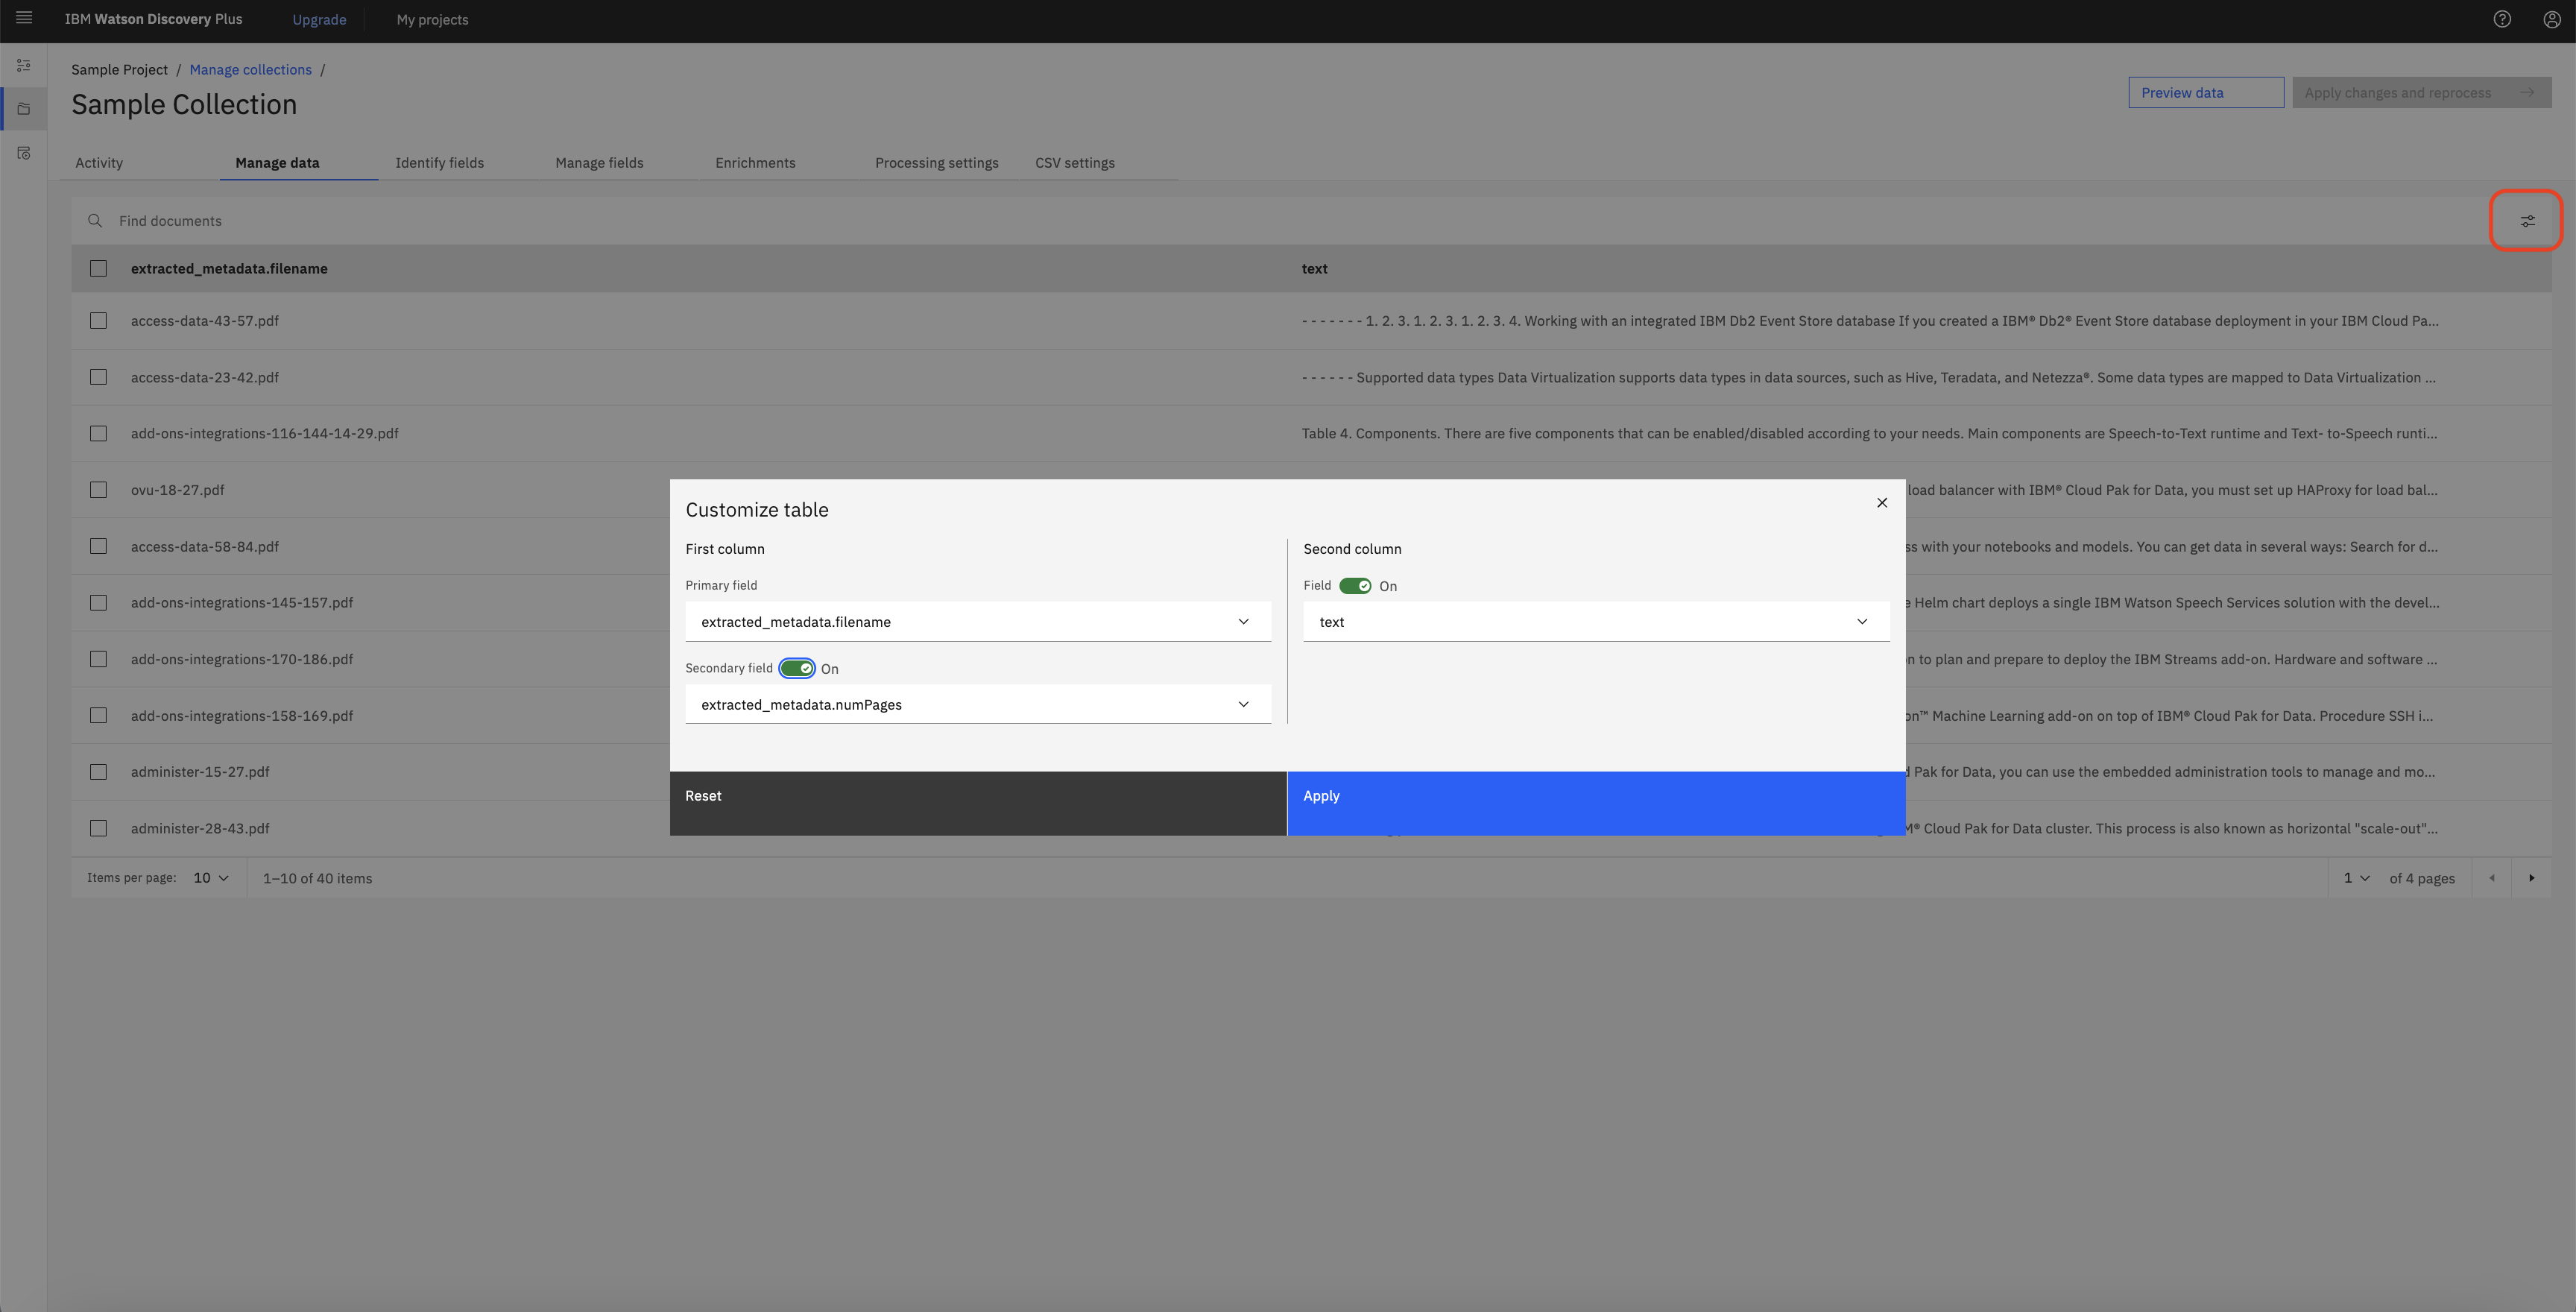 IBM Watson Discovery Plus
Upgrade
My projects
Sample Project / Manage collections /
Sample Collection
Preview data
Apply changes and reprocess
Activity
Manage data
Identify fields
Manage fields
Enrichments
Processing settings
CSV settings
Find documents
extracted_metadata.filename
text
access-data-43-57.pdf
- - - - - - - 1. 2. 3. 1. 2. 3. 1. 2. 3. 4. Working with an integrated IBM Db2 Event Store database If you created a IBM® Db2® Event Store database deployment in your IBM Cloud Pa...
access-data-23-42.pdf
- - - - - - Supported data types Data Virtualization supports data types in data sources, such as Hive, Teradata, and Netezza®. Some data types are mapped to Data Virtualization ...
add-ons-integrations-116-144-14-29.pdf
Table 4. Components. There are five components that can be enabled/disabled according to your needs. Main components are Speech-to-Text runtime and Text- to-Speech runti...
ovu-18-27.pdf
load balancer with IBM® Cloud Pak for Data, you must set up HAProxy for load bal...
access-data-58-84.pdf
ss with your notebooks and models. You can get data in several ways: Search for d...
add-ons-integrations-145-157.pdf
e Helm chart deploys a single IBM Watson Speech Services solution with the devel...
add-ons-integrations-170-186.pdf
n to plan and prepare to deploy the IBM Streams add-on. Hardware and software ...
add-ons-integrations-158-169.pdf
on™ Machine Learning add-on on top of IBM® Cloud Pak for Data. Procedure SSH i...
administer-15-27.pdf
d Pak for Data, you can use the embedded administration tools to manage and mo...
administer-28-43.pdf
M® Cloud Pak for Data cluster. This process is also known as horizontal "scale-out"...
Customize table
First column
Primary field
extracted_metadata.filename
Secondary field On
extracted_metadata.numPages
Second column
Field On
text
Reset
Apply
Items per page: 10
1–10 of 40 items
1 of 4 pages